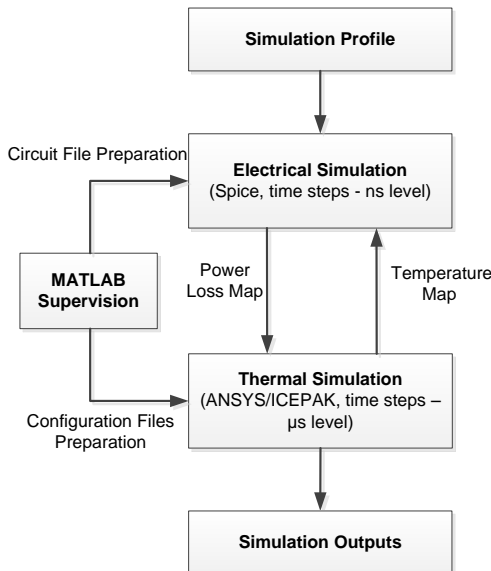 Simulation Profile
Circuit File Preparation
Electrical Simulation
(Spice, time steps - ns level)
MATLAB
Supervision
Power
Loss Map
Temperature
Map
Thermal Simulation
(ANSYS/ICEPAK, time steps –
µs level)
Configuration Files
Preparation
Simulation Outputs